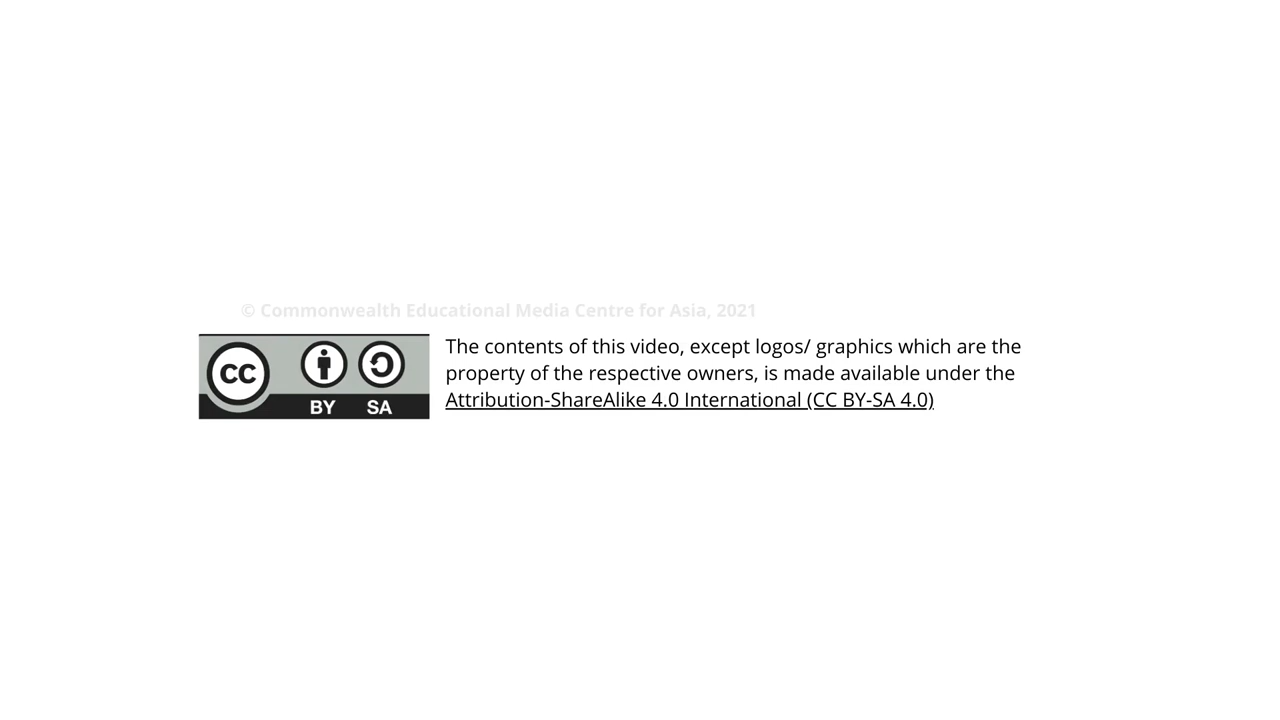 © Commonwealth Educational Media Centre for Asia, 2021
The contents of this video, except logos/ graphics which are the
property of the respective owners, is made available under the
Attribution-ShareAlike 4.0 International (CC BY-SA 4.0)
CC
BY SA